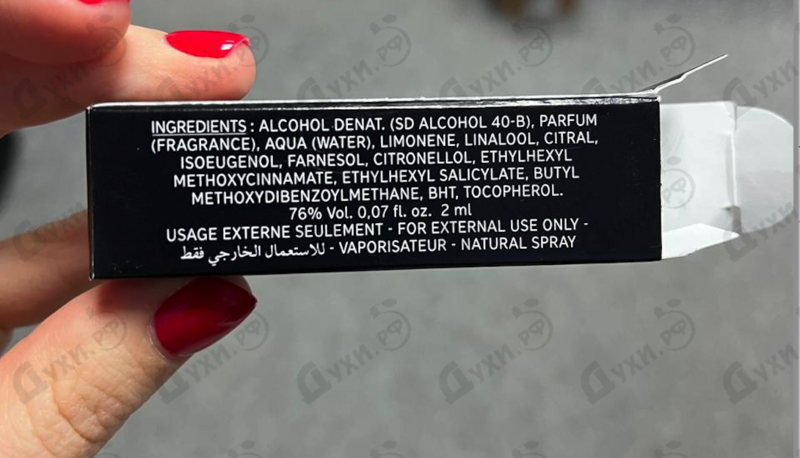 INGREDIENTS : ALCOHOL DENAT. (SD ALCOHOL 40-B), PARFUM
(FRAGRANCE), AQUA (WATER), LIMONENE, LINALOOL, CITRAL,
ISOEUGENOL, FARNESOL, CITRONELLOL, ETHYLHEXYL
METHOXYCINNAMATE, ETHYLHEXYL SALICYLATE, BUTYL
METHOXYDIBENZOYLMETHANE, BHT, TOCOPHEROL.
76% Vol. 0,07 fl. oz. 2 ml
USAGE EXTERNE SEULEMENT - FOR EXTERNAL USE ONLY -
للاستعمال الخارجي فقط - VAPORISATEUR - NATURAL SPRAY
Духи.РФ